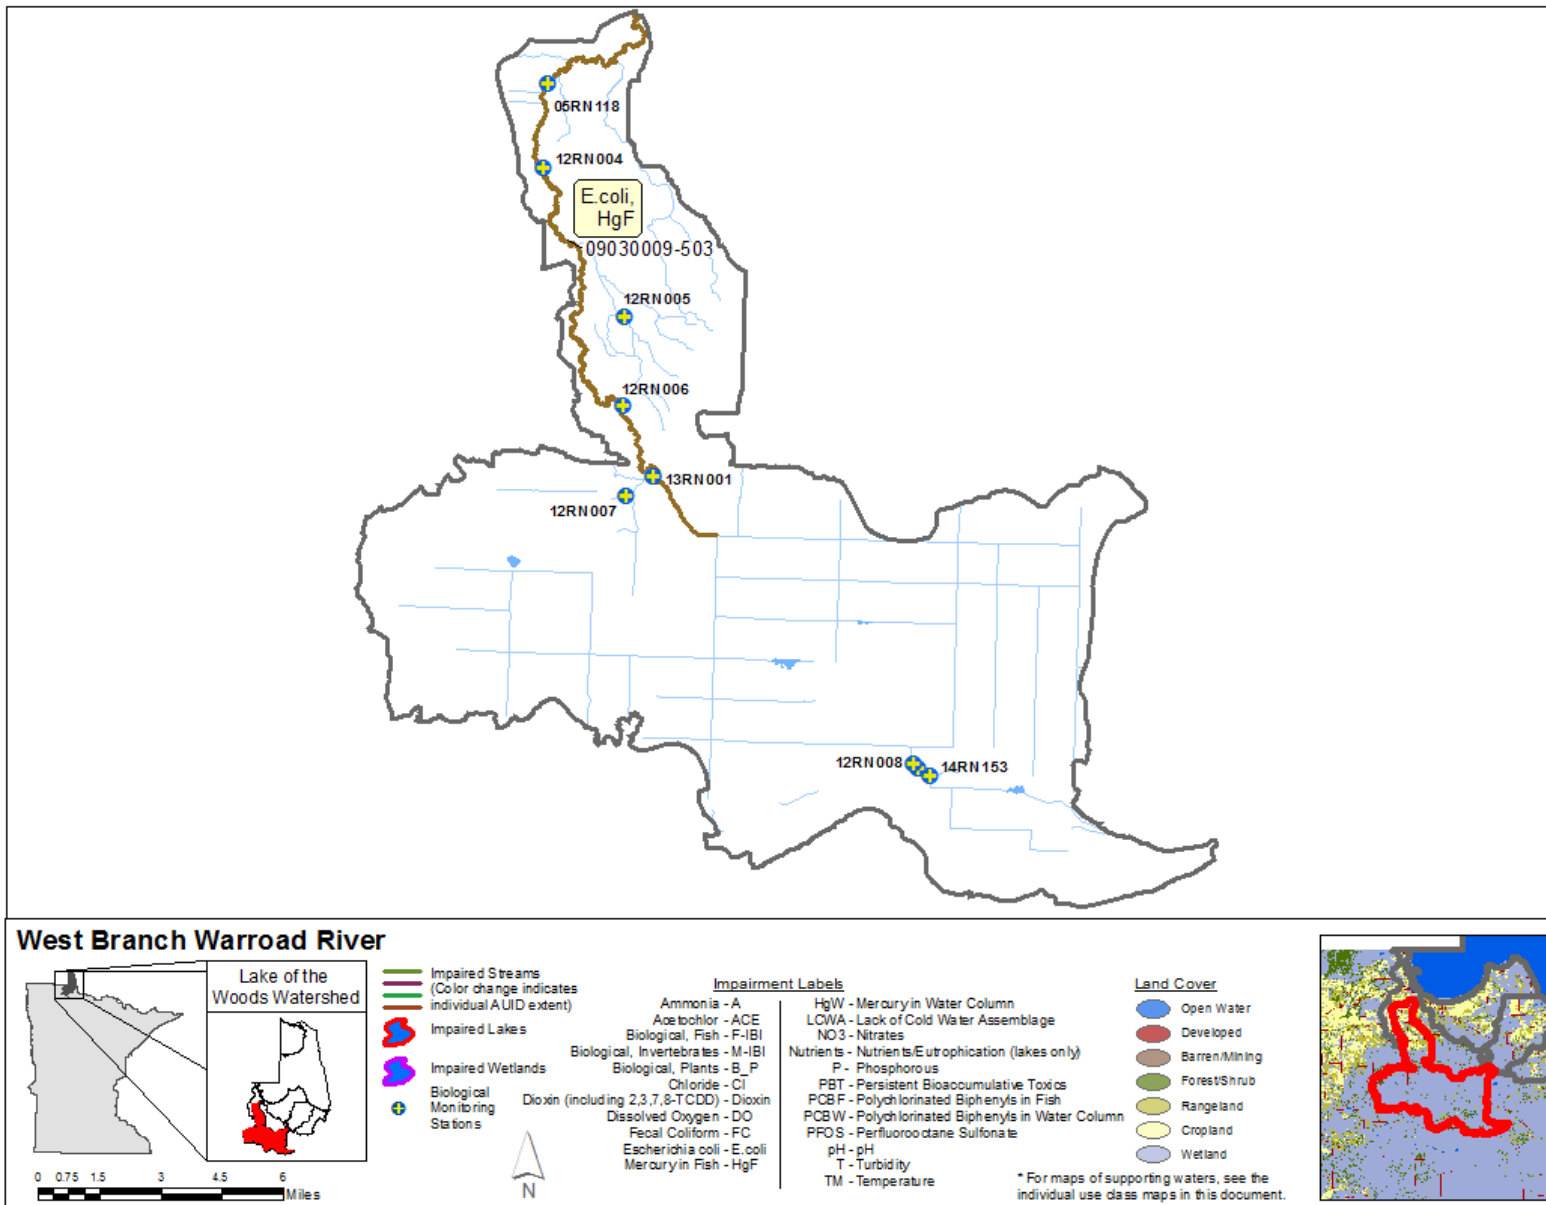 05RN118
12RN004
E.coli,
HgF
09030009-503
12RN005
12RN006
13RN001
12RN007
12RN008
14RN153
West Branch Warroad River
Lake of the
Woods Watershed
0 0.75 1.5 3 4.5 6
Miles
Impaired Streams
(Color change indicates
individual AUID extent)
Impaired Lakes
Impaired Wetlands
Biological
Monitoring
Stations
N
Impairment Labels
Ammonia - A
Acetochlor - ACE
Biological, Fish - F-IBI
Biological, Invertebrates - M-IBI
Biological, Plants - B_P
Chloride - Cl
Dioxin (including 2,3,7,8-TCDD) - Dioxin
Dissolved Oxygen - DO
Fecal Coliform - FC
Escherichia coli - E.coli
Mercury in Fish - HgF
HgW - Mercury in Water Column
LCWA - Lack of Cold Water Assemblage
NO3 - Nitrates
Nutrients - Nutrients/Eutrophication (lakes only)
P - Phosphorous
PBT - Persistent Bioaccumulative Toxics
PCBF - Polychlorinated Biphenyls in Fish
PCBW - Polychlorinated Biphenyls in Water Column
PFOS - Perfluorooctane Sulfonate
pH - pH
T - Turbidity
TM - Temperature
Land Cover
Open Water
Developed
Barren/Mining
Forest/Shrub
Rangeland
Cropland
Wetland
* For maps of supporting waters, see the
individual use class maps in this document.